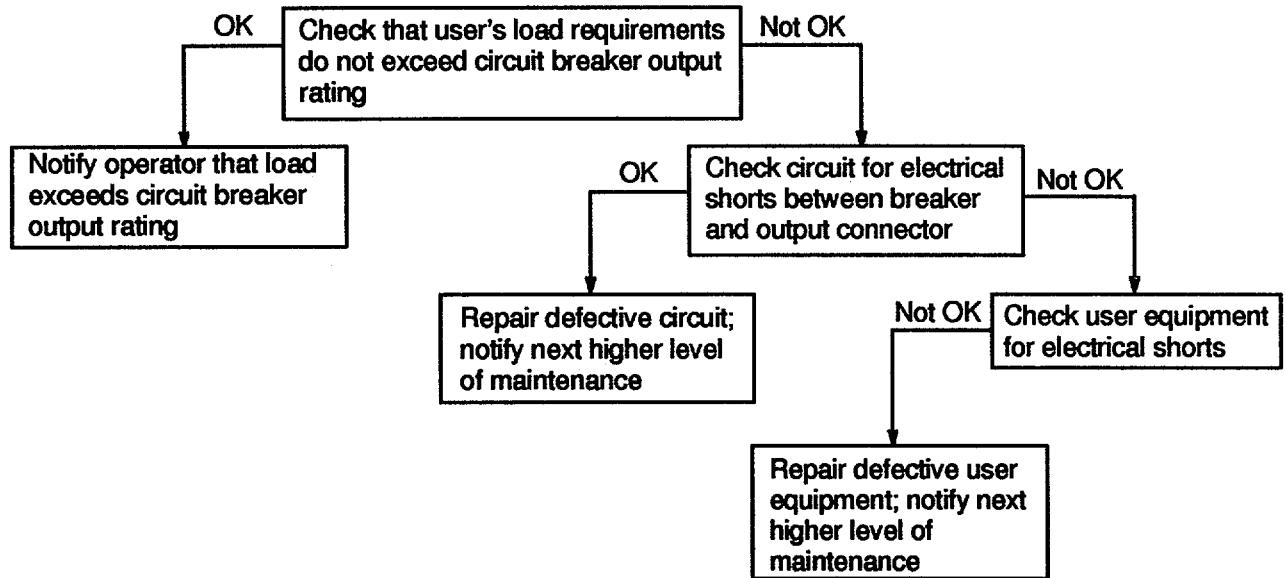 OK
Check that user's load requirements
do not exceed circuit breaker output
rating
Not OK
Notify operator that load
exceeds circuit breaker
output rating
OK
Check circuit for electrical
shorts between breaker
and output connector
Not OK
Repair defective circuit;
notify next higher level
of maintenance
Not OK
Check user equipment
for electrical shorts
Repair defective user
equipment; notify next
higher level of
maintenance